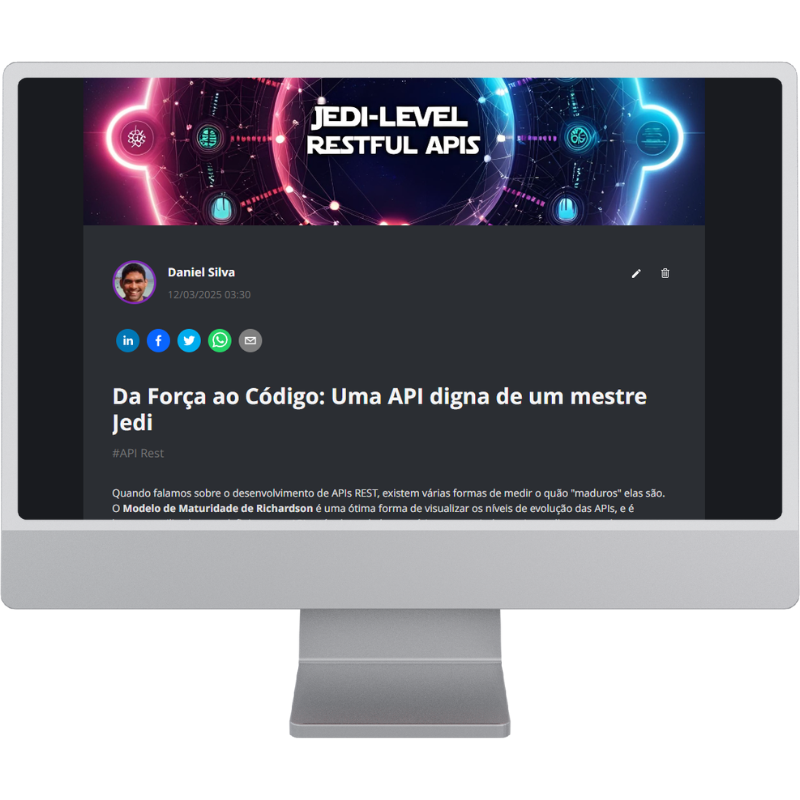 JEDI-LEVEL
RESTFUL APIS
Daniel Silva
12/03/2025 03:30
in
f
Da Força ao Código: Uma API digna de um mestre
Jedi
#API Rest
Quando falamos sobre o desenvolvimento de APIs REST, existem várias formas de medir o quão "maduros" elas são.
O Modelo de Maturidade de Richardson é uma ótima forma de visualizar os níveis de evolução das APIs, e é